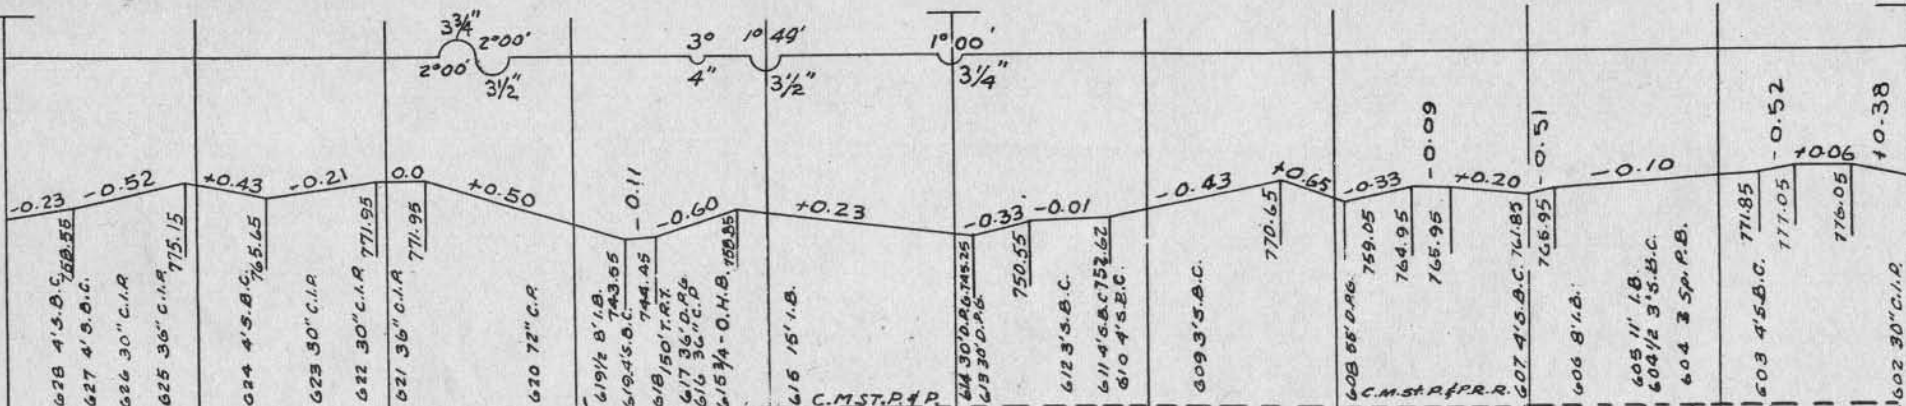 3¾"
2°00'
2°00'
3½"
3°
4"
1° 49'
3½"
1° 00'
3¼"
-0.23
-0.52
+0.43
-0.21
0.0
+0.50
-0.11
-0.60
+0.23
-0.33
-0.01
-0.43
+0.65
-0.33
-0.09
+0.20
-0.51
-0.10
-0.52
+0.06
+0.38
775.15
765.65
771.95
771.95
743.65
744.45
745.25
750.55
752.62
770.65
759.05
764.95
765.95
761.85
765.95
771.85
777.05
776.05
628 4'S.B.C.
627 4' S.B.C.
626 30" C.I.P.
625 36" C.I.P.
624 4'S.B.C.
623 30" C.I.P.
622 30" C.I.P.
621 36" C.I.P.
620 72" C.P.
619½ 8' I.B.
619.4'S.B.C.
618 150' T.R.T.
617 36' D.P.G
616 36" C.P
615¾ - O.H.B.
615 15' I.B.
C.M.ST.P. & P.
614 30' D.P.G.
613 30' D.P.G.
612 3'S.B.C.
611 4'S.B.C
610 4'S.B.C.
609 3'S.B.C.
608 55' D.P.G.
C.M.ST.P. & P.R.R.
607 4'S.B.C.
606 8' I.B.
605 11' I.B
604½ 3'S.B.C.
604 3 Sp. P.B.
603 4'S.B.C.
602 30" C.I.P.